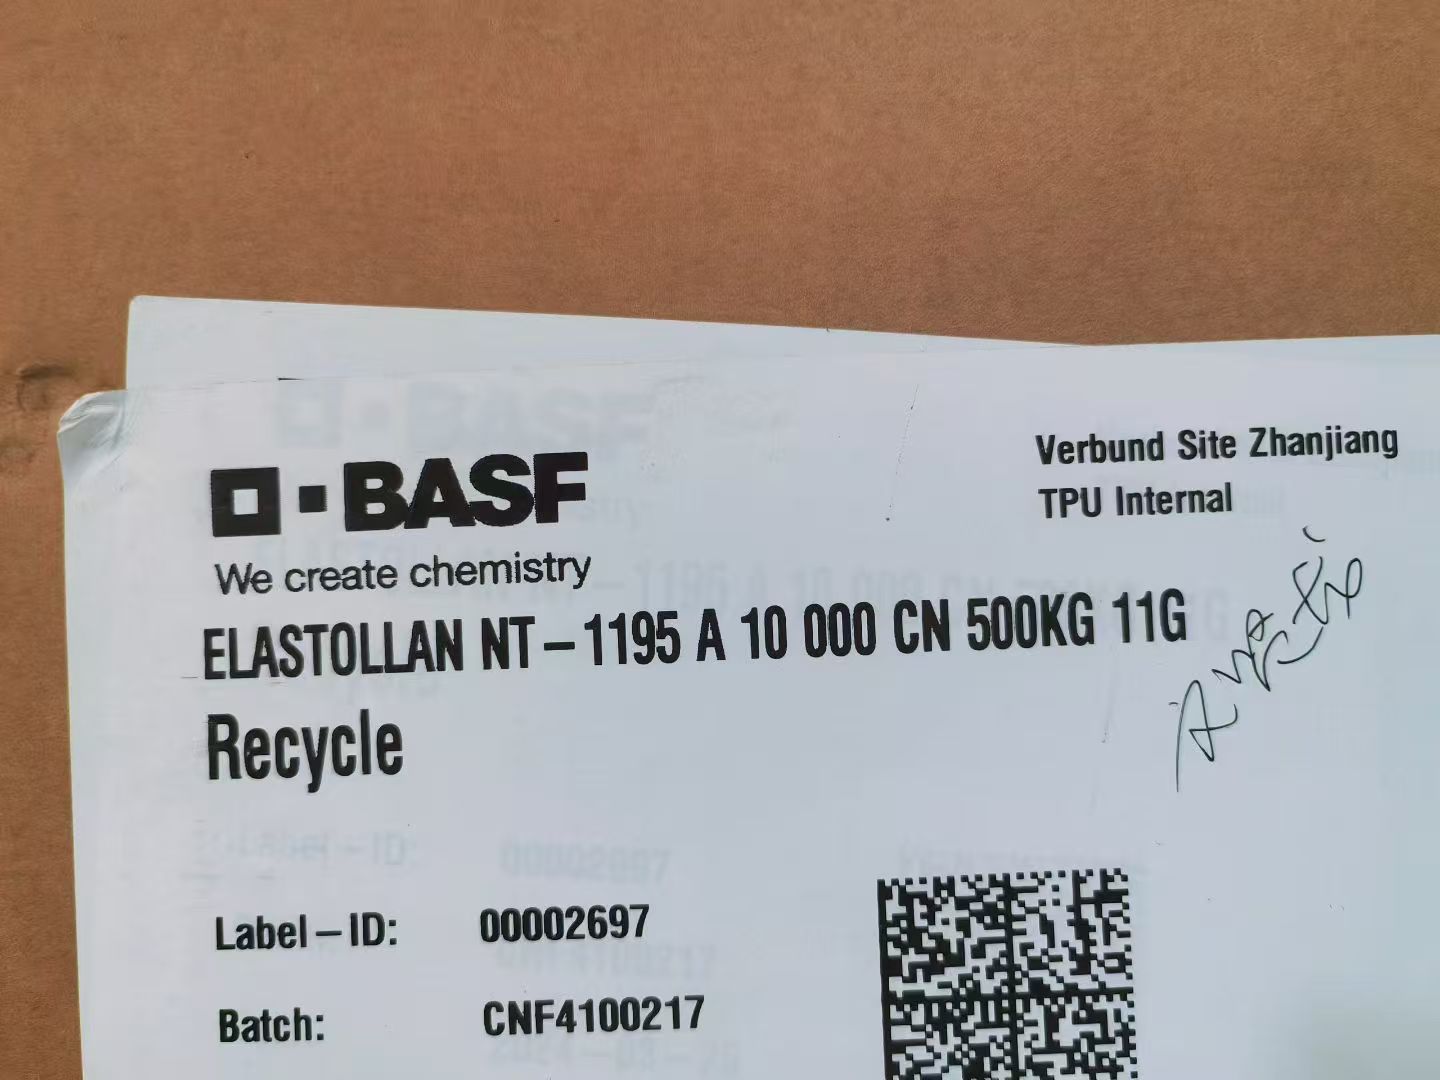 BASF
We create chemistry
Verbund Site Zhanjiang
TPU Internal
ELASTOLLAN NT-1195 A 10 000 CN 500KG 11G
Recycle
Label-ID: 00002697
Batch: CNF4100217